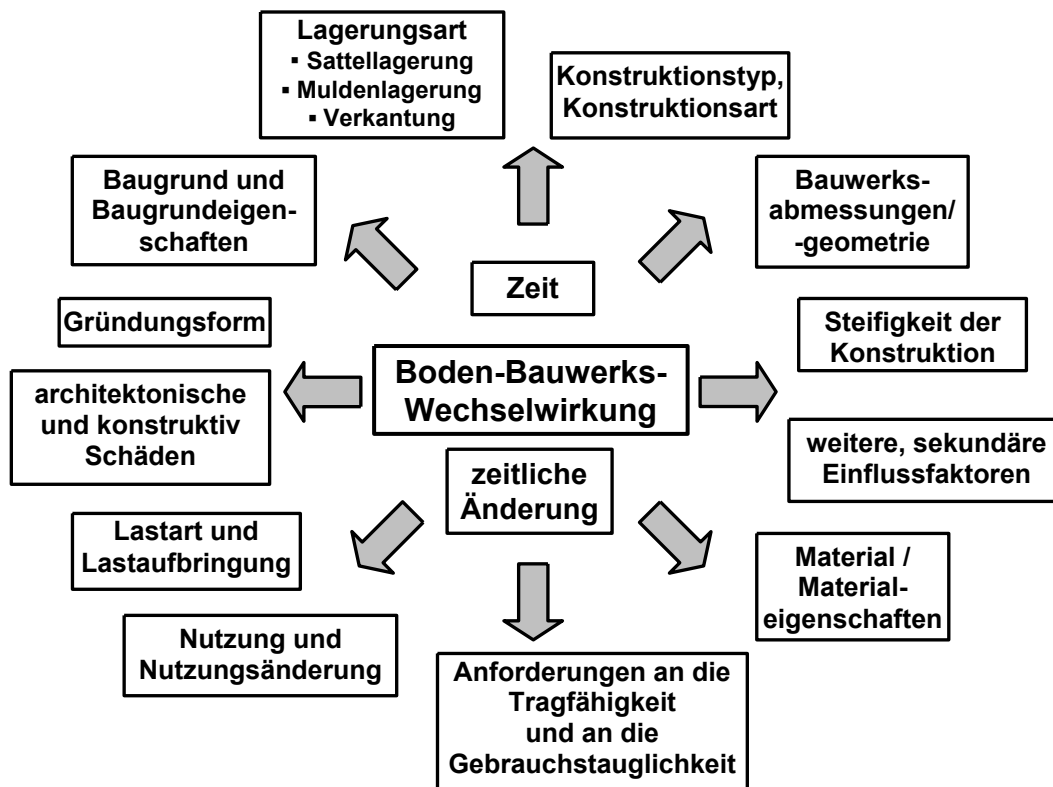 Lagerungsart
▪ Sattellagerung
▪ Muldenlagerung
▪ Verkantung
Konstruktionstyp,
Konstruktionsart
Baugrund und
Baugrundeigen-
schaften
Bauwerks-
abmessungen/
-geometrie
Zeit
Gründungsform
Steifigkeit der
Konstruktion
Boden-Bauwerks-
Wechselwirkung
architektonische
und konstruktiv
Schäden
weitere, sekundäre
Einflussfaktoren
zeitliche
Änderung
Lastart und
Lastaufbringung
Material /
Material-
eigenschaften
Nutzung und
Nutzungsänderung
Anforderungen an die
Tragfähigkeit
und an die
Gebrauchstauglichkeit